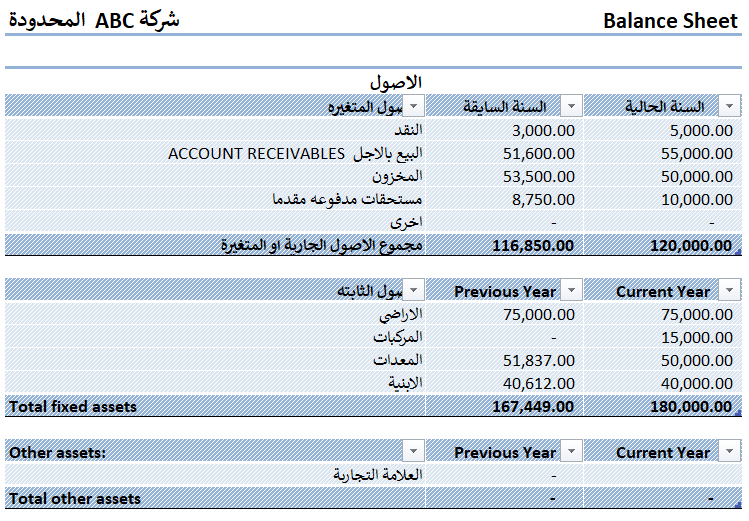 شركة ABC المحدودة Balance Sheet
الاصول
صول المتغيره السنة السابقة السنة الحالية
النقد 3,000.00 5,000.00
البيع بالاجل ACCOUNT RECEIVABLES 51,600.00 55,000.00
المخزون 53,500.00 50,000.00
مستحقات مدفوعه مقدما 8,750.00 10,000.00
اخرى - -
مجموع الاصول الجارية او المتغيرة 116,850.00 120,000.00
صول الثابته Previous Year Current Year
الاراضي 75,000.00 75,000.00
المركبات - 15,000.00
المعدات 51,837.00 50,000.00
الابنية 40,612.00 40,000.00
Total fixed assets 167,449.00 180,000.00
Other assets: Previous Year Current Year
العلامة التجارية -
Total other assets - -